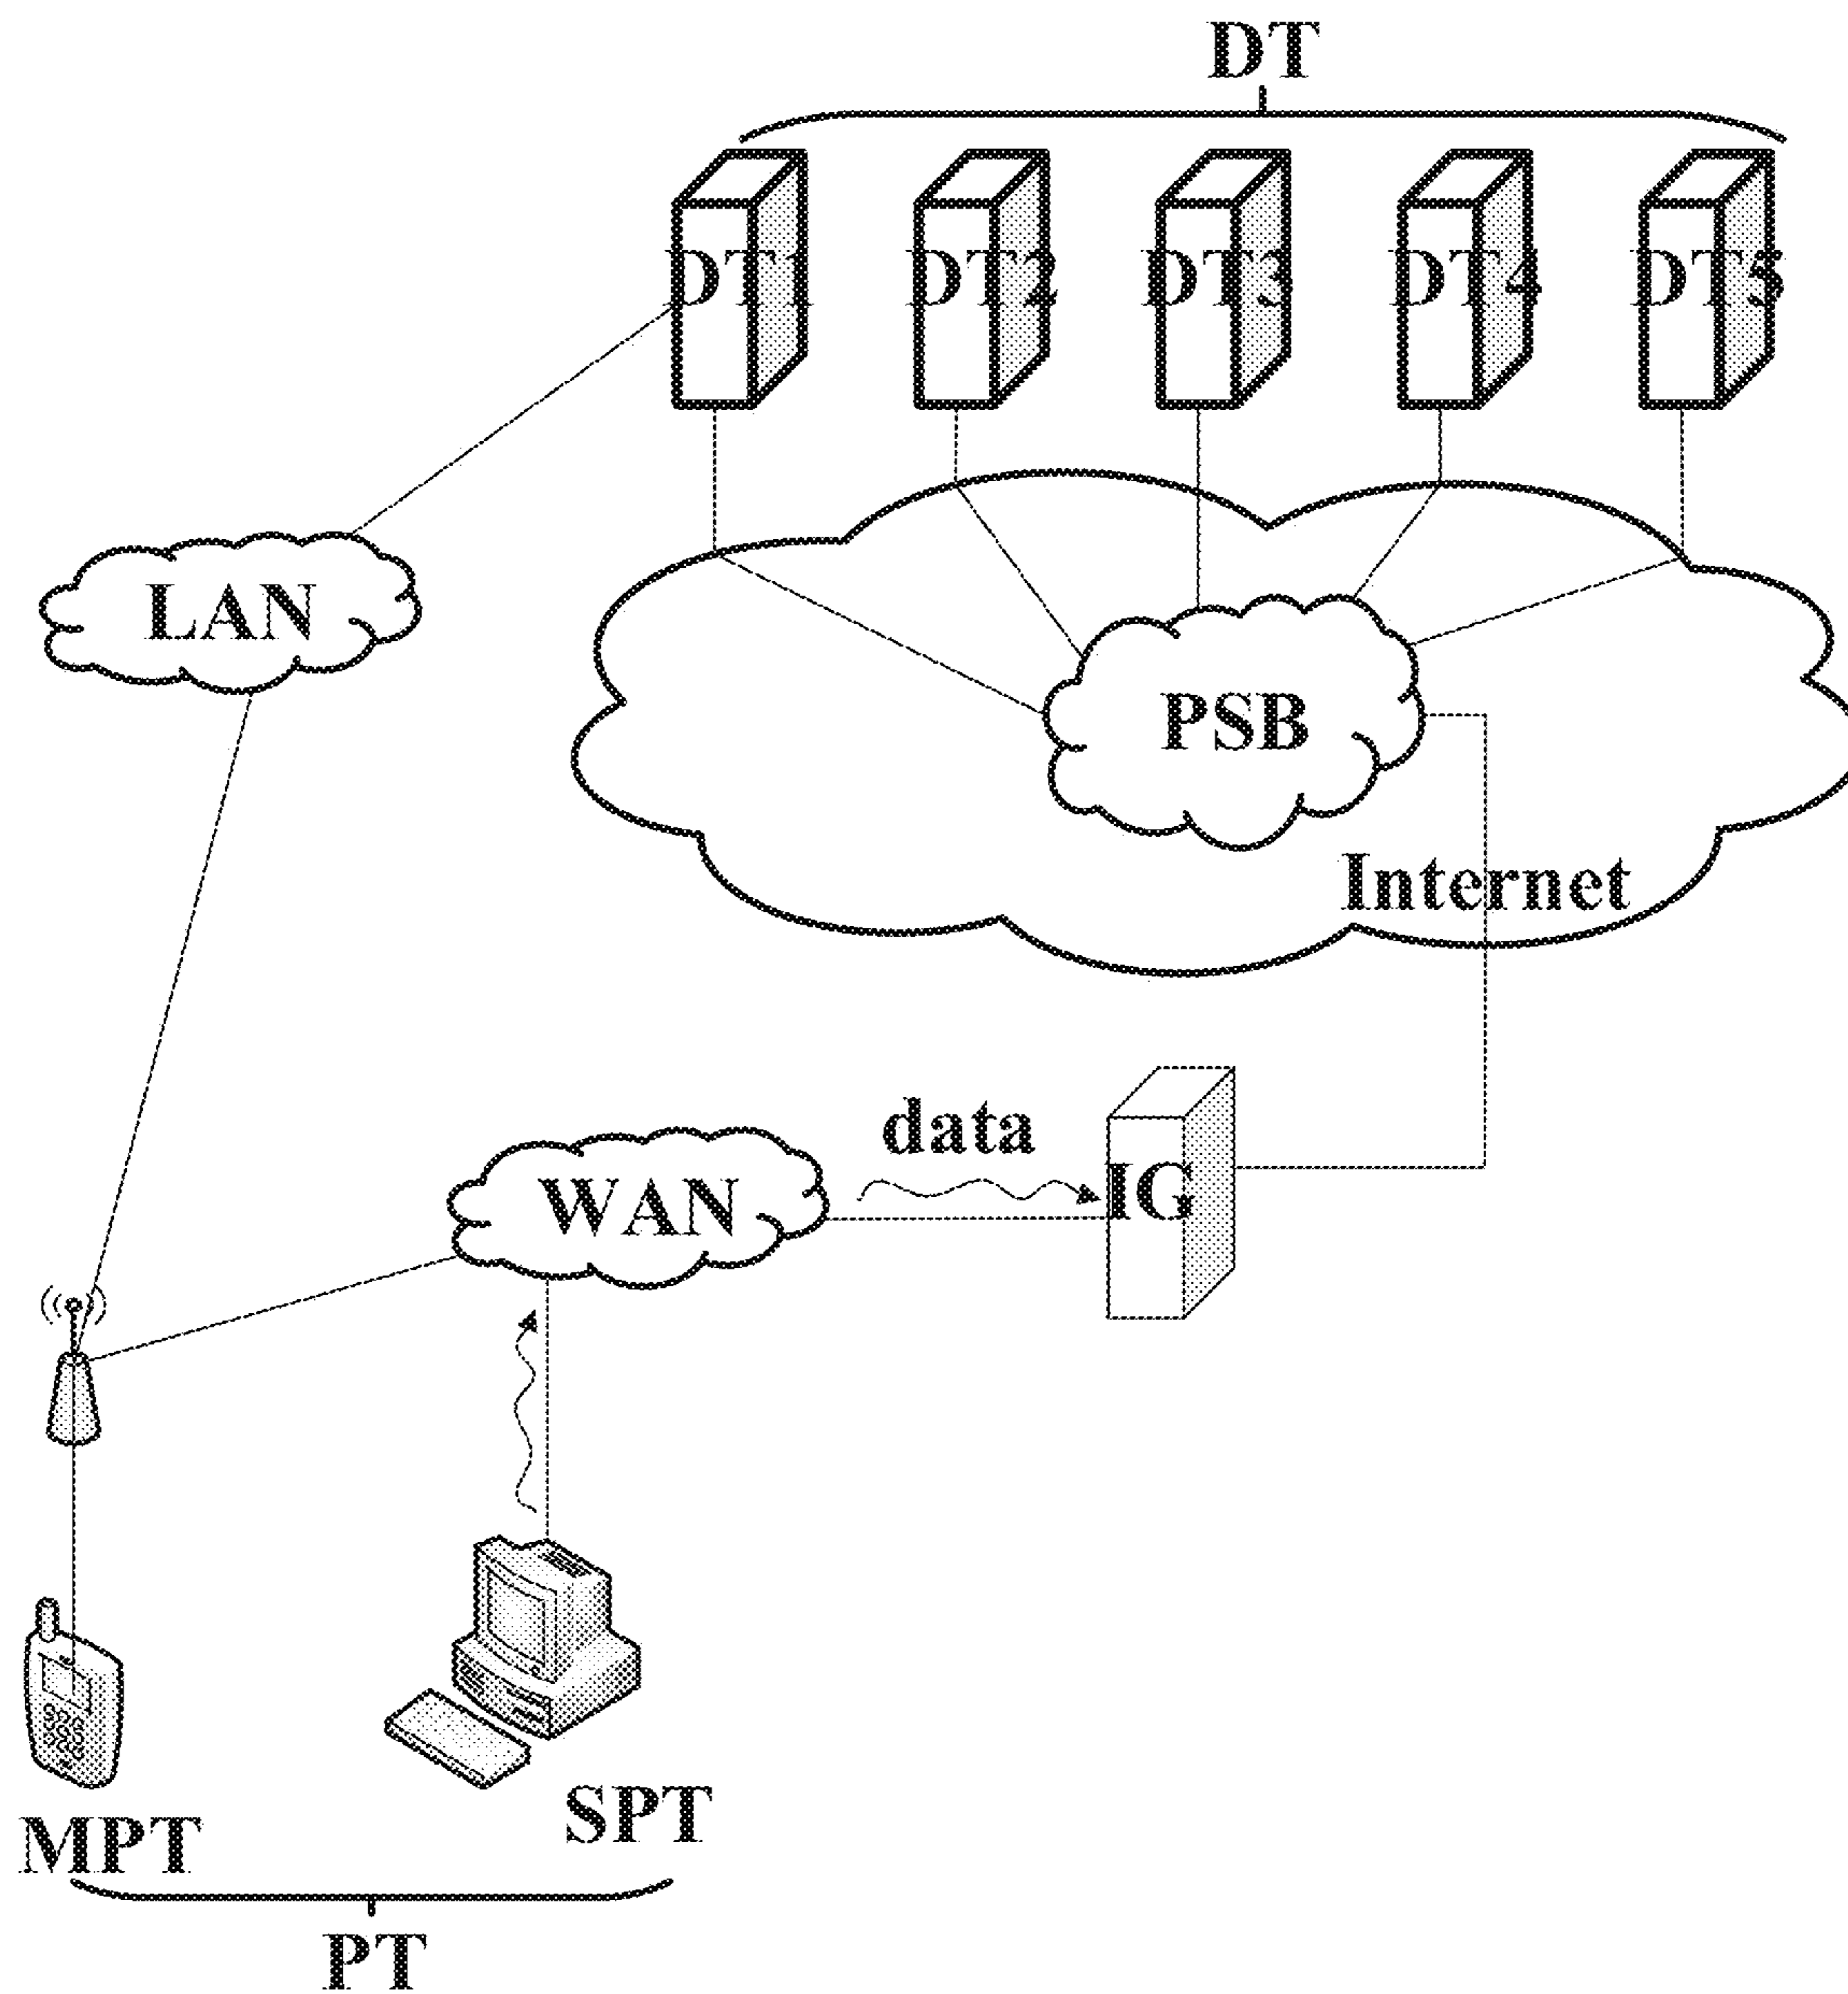 DT
DT1 DT2 DT3 DT4 DT5
LAN
PSB
Internet
data
WAN
IG
SPT
MPT
PT